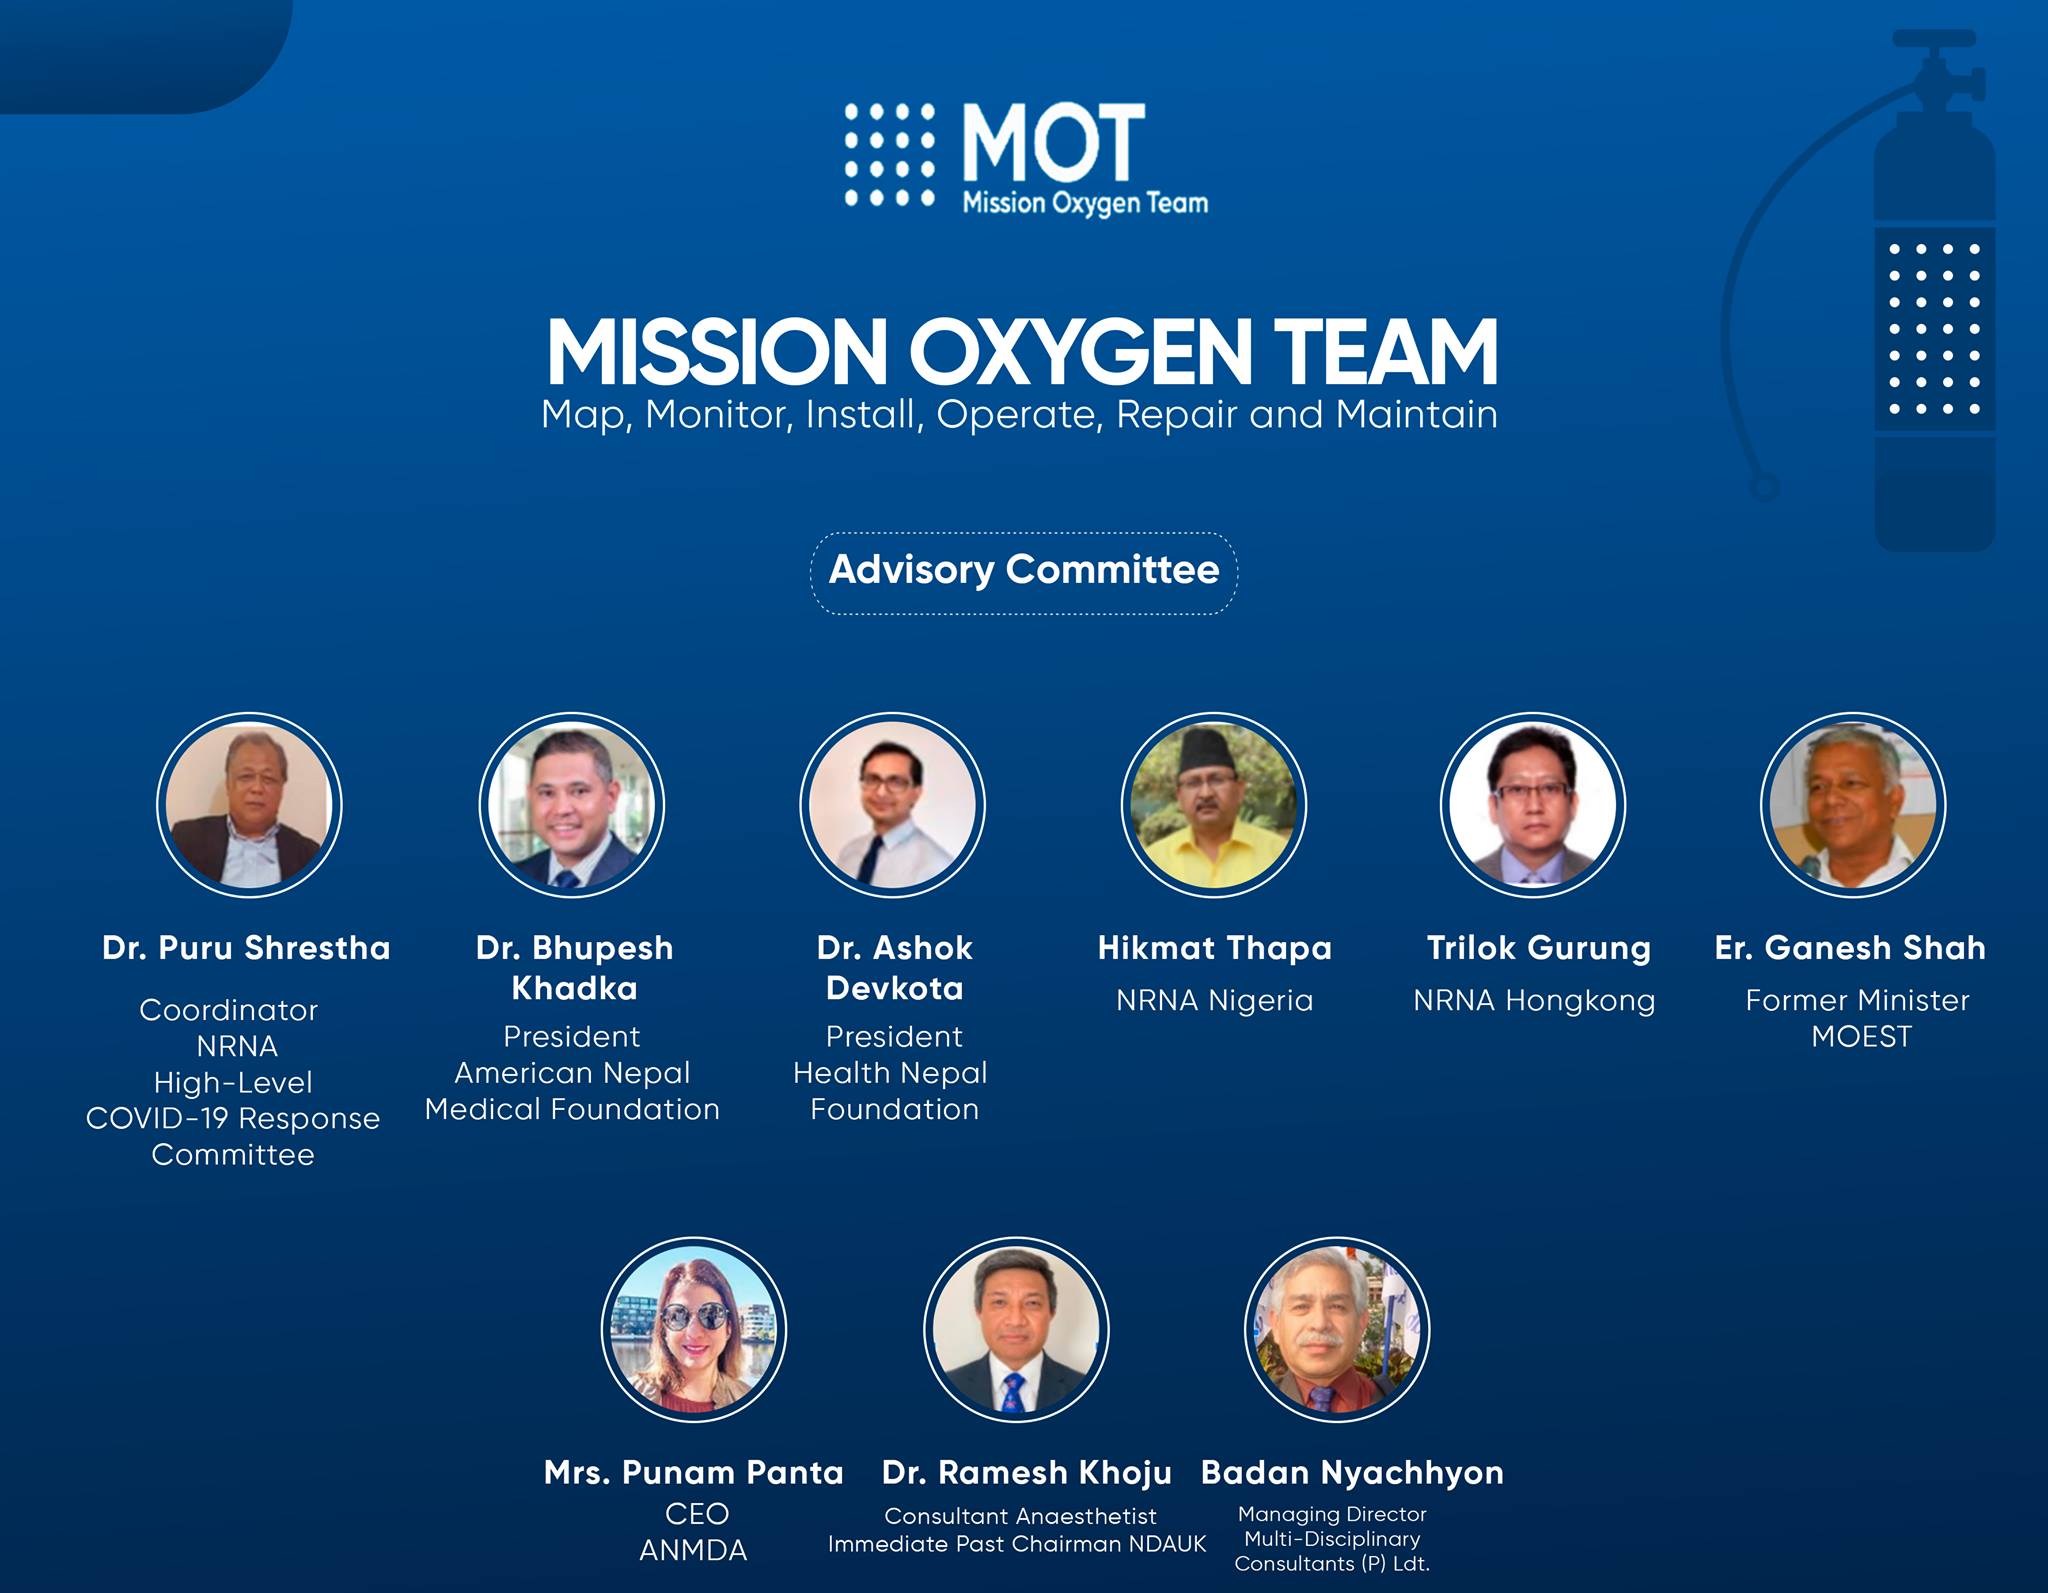 MOT
Mission Oxygen Team
MISSION OXYGEN TEAM
Map, Monitor, Install, Operate, Repair and Maintain
Advisory Committee
Dr. Puru Shrestha
Coordinator
NRNA
High-Level
COVID-19 Response
Committee
Dr. Bhupesh
Khadka
President
American Nepal
Medical Foundation
Dr. Ashok
Devkota
President
Health Nepal
Foundation
Hikmat Thapa
NRNA Nigeria
Trilok Gurung
NRNA Hongkong
Er. Ganesh Shah
Former Minister
MOEST
Mrs. Punam Panta
CEO
ANMDA
Dr. Ramesh Khoju
Consultant Anaesthetist
Immediate Past Chairman NDAUK
Badan Nyachhyon
Managing Director
Multi-Disciplinary
Consultants (P) Ldt.